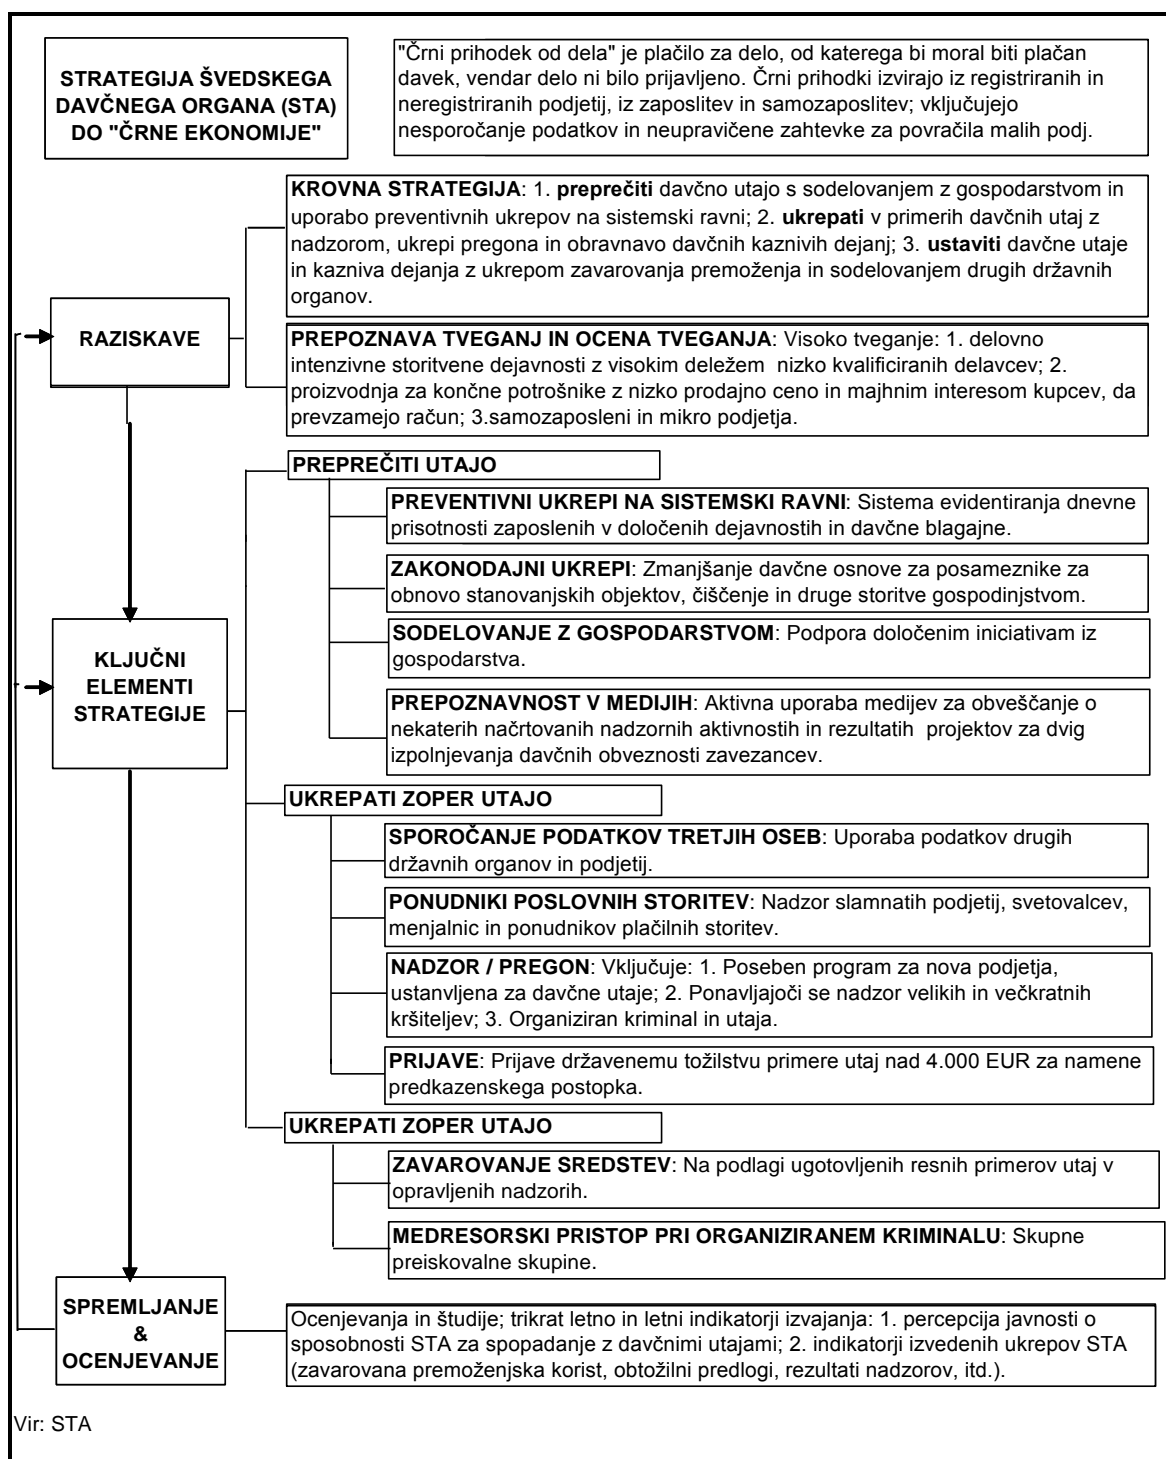 STRATEGIJA ŠVEDSKEGA
DAVČNEGA ORGANA (STA)
DO "ČRNE EKONOMIJE"
"Črni prihodek od dela" je plačilo za delo, od katerega bi moral biti plačan
davek, vendar delo ni bilo prijavljeno. Črni prihodki izvirajo iz registriranih in
neregistriranih podjetij, iz zaposlitev in samozaposlitev; vključujejo
nesporočanje podatkov in neupravičene zahtevke za povračila malih podj.
KROVNA STRATEGIJA: 1. preprečiti davčno utajo s sodelovanjem z gospodarstvom in
uporabo preventivnih ukrepov na sistemski ravni; 2. ukrepati v primerih davčnih utaj z
nadzorom, ukrepi pregona in obravnavo davčnih kaznivih dejanj; 3. ustaviti davčne utaje
in kazniva dejanja z ukrepom zavarovanja premoženja in sodelovanjem drugih državnih
organov.
RAZISKAVE
PREPOZNAVA TVEGANJ IN OCENA TVEGANJA: Visoko tveganje: 1. delovno
intenzivne storitvene dejavnosti z visokim deležem nizko kvalificiranih delavcev; 2.
proizvodnja za končne potrošnike z nizko prodajno ceno in majhnim interesom kupcev, da
prevzamejo račun; 3.samozaposleni in mikro podjetja.
PREPREČITI UTAJO
PREVENTIVNI UKREPI NA SISTEMSKI RAVNI: Sistema evidentiranja dnevne
prisotnosti zaposlenih v določenih dejavnostih in davčne blagajne.
ZAKONODAJNI UKREPI: Zmanjšanje davčne osnove za posameznike za
obnovo stanovanjskih objektov, čiščenje in druge storitve gospodinjstvom.
SODELOVANJE Z GOSPODARSTVOM: Podpora določenim iniciativam iz
gospodarstva.
KLJUČNI
ELEMENTI
STRATEGIJE
PREPOZNAVNOST V MEDIJIH: Aktivna uporaba medijev za obveščanje o
nekaterih načrtovanih nadzornih aktivnostih in rezultatih projektov za dvig
izpolnjevanja davčnih obveznosti zavezancev.
UKREPATI ZOPER UTAJO
SPOROČANJE PODATKOV TRETJIH OSEB: Uporaba podatkov drugih
državnih organov in podjetij.
PONUDNIKI POSLOVNIH STORITEV: Nadzor slamnatih podjetij, svetovalcev,
menjalnic in ponudnikov plačilnih storitev.
NADZOR / PREGON: Vključuje: 1. Poseben program za nova podjetja,
ustanvljena za davčne utaje; 2. Ponavljajoči se nadzor velikih in večkratnih
kršiteljev; 3. Organiziran kriminal in utaja.
PRIJAVE: Prijave državenemu tožilstvu primere utaj nad 4.000 EUR za namene
predkazenskega postopka.
UKREPATI ZOPER UTAJO
ZAVAROVANJE SREDSTEV: Na podlagi ugotovljenih resnih primerov utaj v
opravljenih nadzorih.
MEDRESORSKI PRISTOP PRI ORGANIZIRANEM KRIMINALU: Skupne
preiskovalne skupine.
SPREMLJANJE
&
OCENJEVANJE
Ocenjevanja in študije; trikrat letno in letni indikatorji izvajanja: 1. percepcija javnosti o
sposobnosti STA za spopadanje z davčnimi utajami; 2. indikatorji izvedenih ukrepov STA
(zavarovana premoženjska korist, obtožilni predlogi, rezultati nadzorov, itd.).
Vir: STA